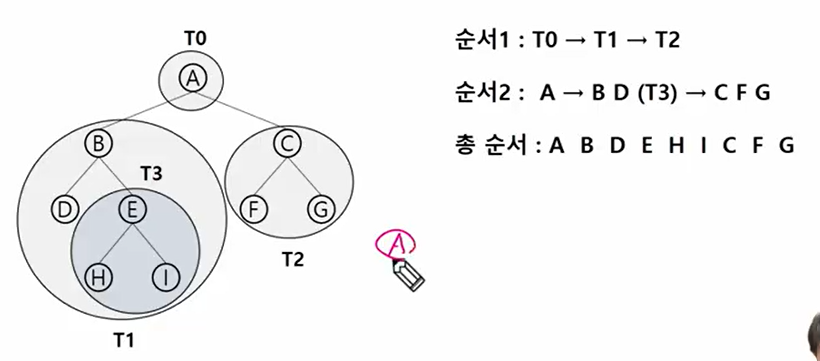 T0
A
B
C
T3
D
E
F
G
H
I
T2
T1
순서1 : T0 → T1 → T2
순서2 : A → B D (T3) → C F G
총 순서 : A B D E H I C F G
A